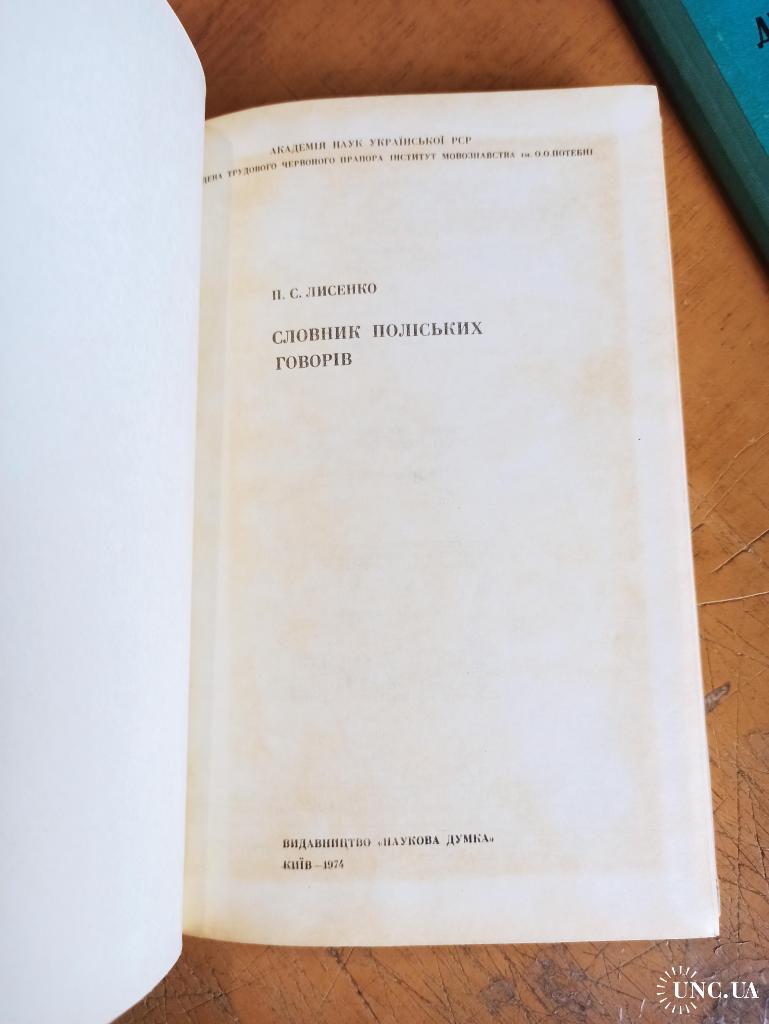 АКАДЕМІЯ НАУК УКРАЇНСЬКОЇ РСР
ТРУДОВОГО ЧЕРВОНОГО ПРАПОРА ІНСТИТУТ МОВОЗНАВСТВА ім. О.О.ПОТЕБНІ
П. С. ЛИСЕНКО
СЛОВНИК ПОЛІСЬКИХ
ГОВОРІВ
ВИДАВНИЦТВО «НАУКОВА ДУМКА»
КИЇВ—1974
UNC.UA